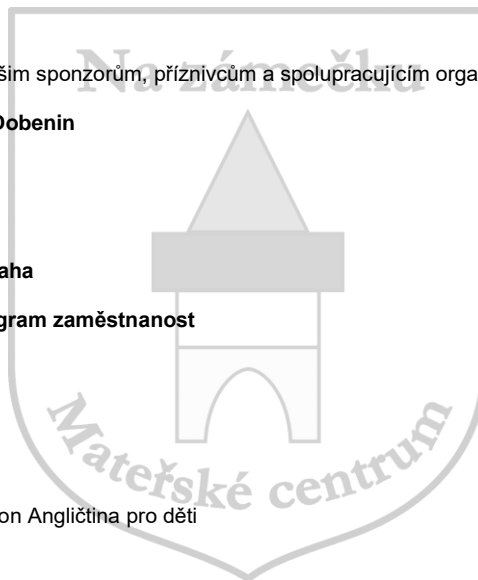 Na zámečku
šim sponzorům, příznivcům a spolupracujícím orga
Dobenin
aha
gram zaměstnanost
Mateřské centrum
on Angličtina pro děti